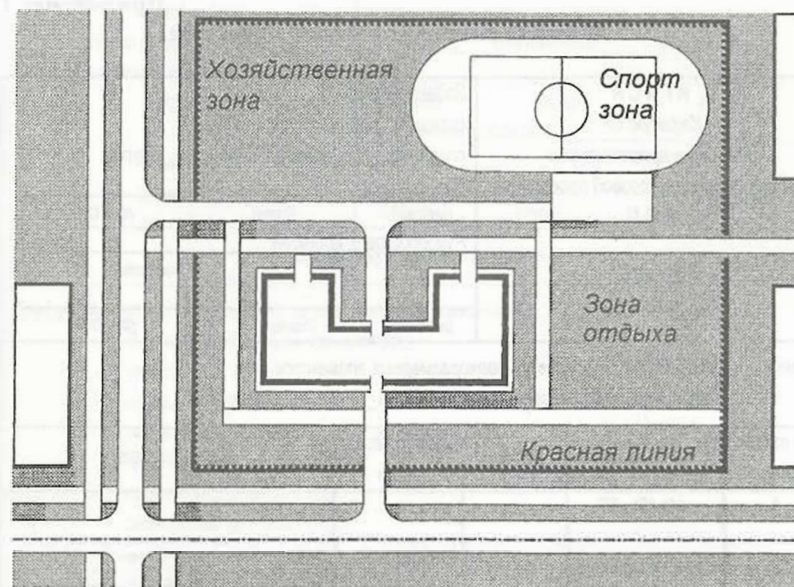 Хозяйственная
зона
Спорт
зона
Зона
отдыха
Красная линия